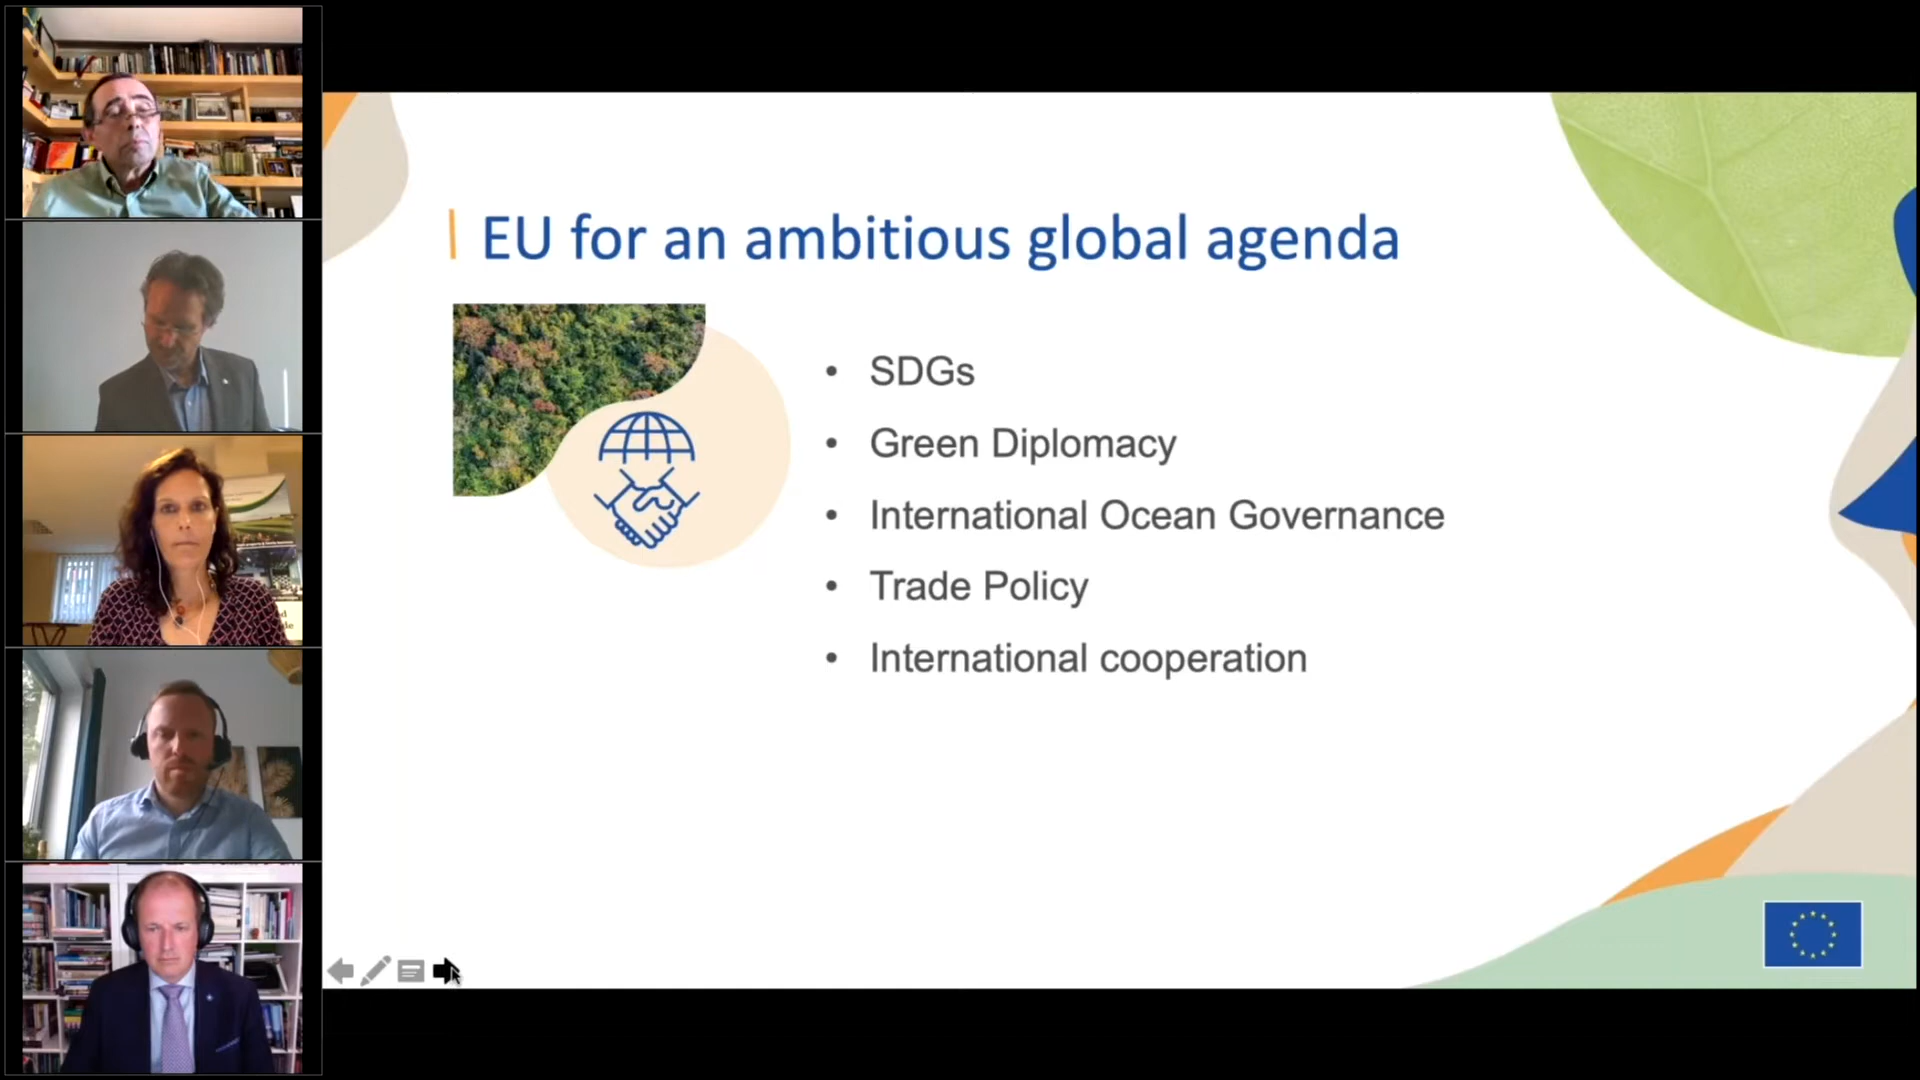 EU for an ambitious global agenda
• SDGs
• Green Diplomacy
• International Ocean Governance
• Trade Policy
• International cooperation